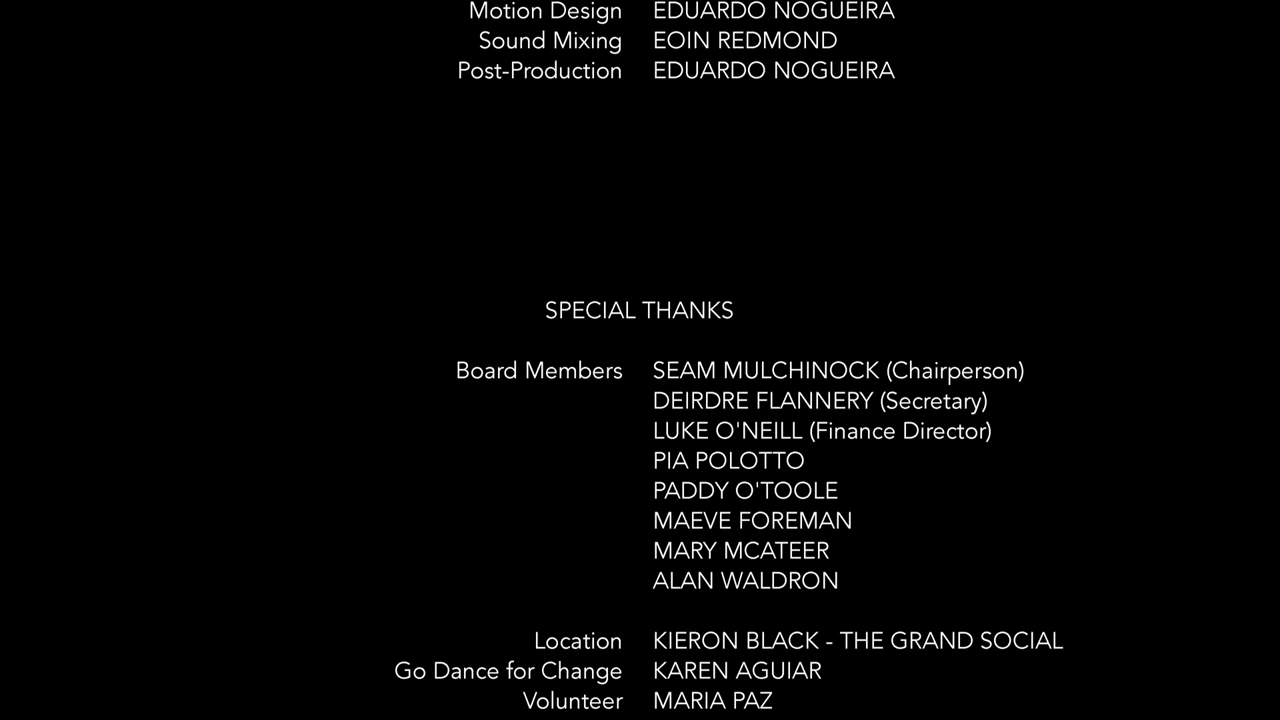 Motion Design EDUARDO NOGUEIRA
Sound Mixing EOIN REDMOND
Post-Production EDUARDO NOGUEIRA
SPECIAL THANKS
Board Members SEAM MULCHINOCK (Chairperson)
DEIRDRE FLANNERY (Secretary)
LUKE O'NEILL (Finance Director)
PIA POLOTTO
PADDY O'TOOLE
MAEVE FOREMAN
MARY MCATEER
ALAN WALDRON
Location KIERON BLACK - THE GRAND SOCIAL
Go Dance for Change KAREN AGUIAR
Volunteer MARIA PAZ